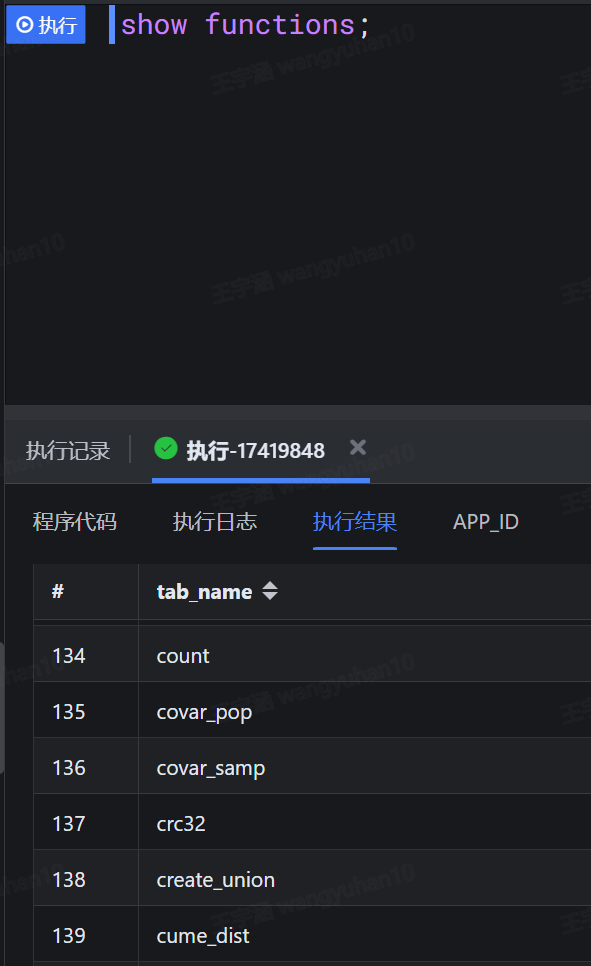 执行 show functions;
王宇涵 wangyuhan10
执行记录 执行-17419848
程序代码 执行日志 执行结果 APP_ID
# tab_name
134 count
135 covar_pop
136 covar_samp
137 crc32
138 create_union
139 cume_dist